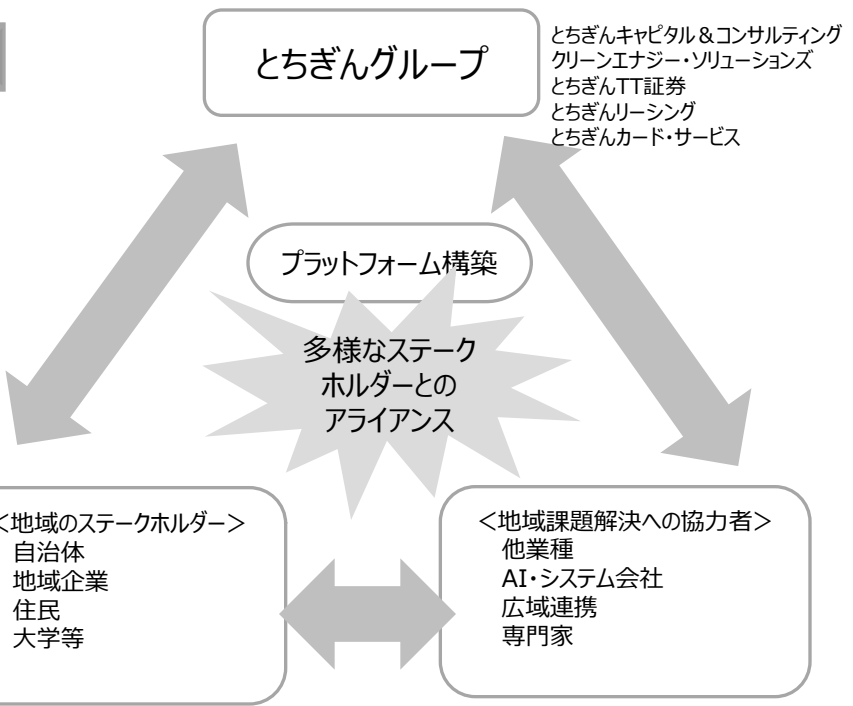 とちぎんグループ
とちぎんキャピタル&コンサルティング
クリーンエナジー・ソリューションズ
とちぎんTT証券
とちぎんリーシング
とちぎんカード・サービス
プラットフォーム構築
多様なステーク
ホルダーとの
アライアンス
<地域のステークホルダー>
自治体
地域企業
住民
大学等
<地域課題解決への協力者>
他業種
AI・システム会社
広域連携
専門家